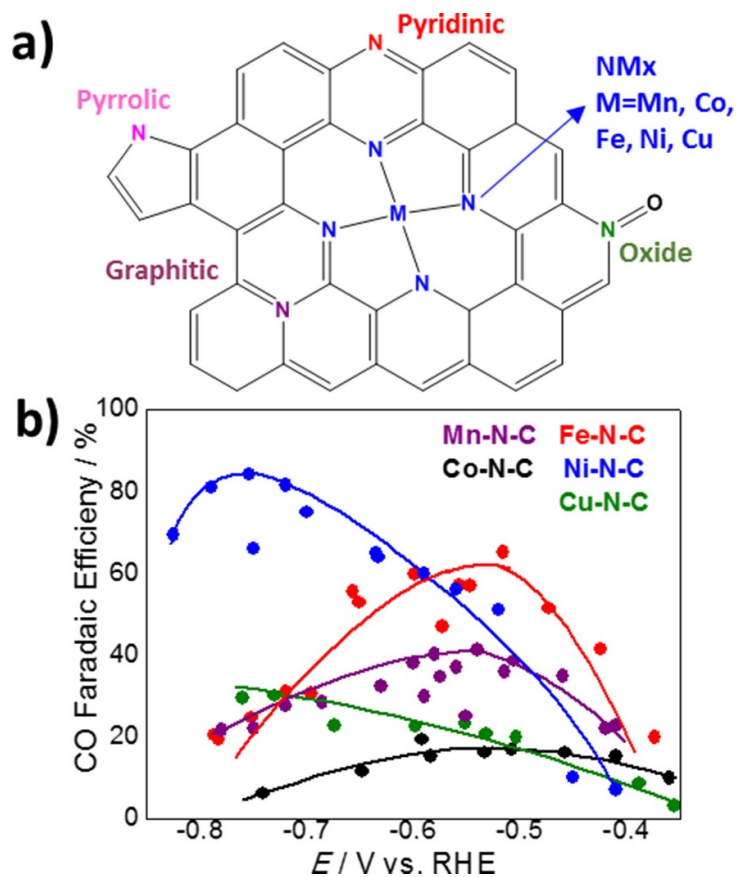 a)
Pyridinic
N
NMx
M=Mn, Co,
Fe, Ni, Cu
Pyrrolic
N
N
N
M
N
O
N
Oxide
Graphitic
N
N
b)
100
80
60
40
20
0
CO Faradaic Efficieny / %
Mn-N-C Fe-N-C
Co-N-C Ni-N-C
Cu-N-C
-0.8 -0.7 -0.6 -0.5 -0.4
E / V vs. RHE